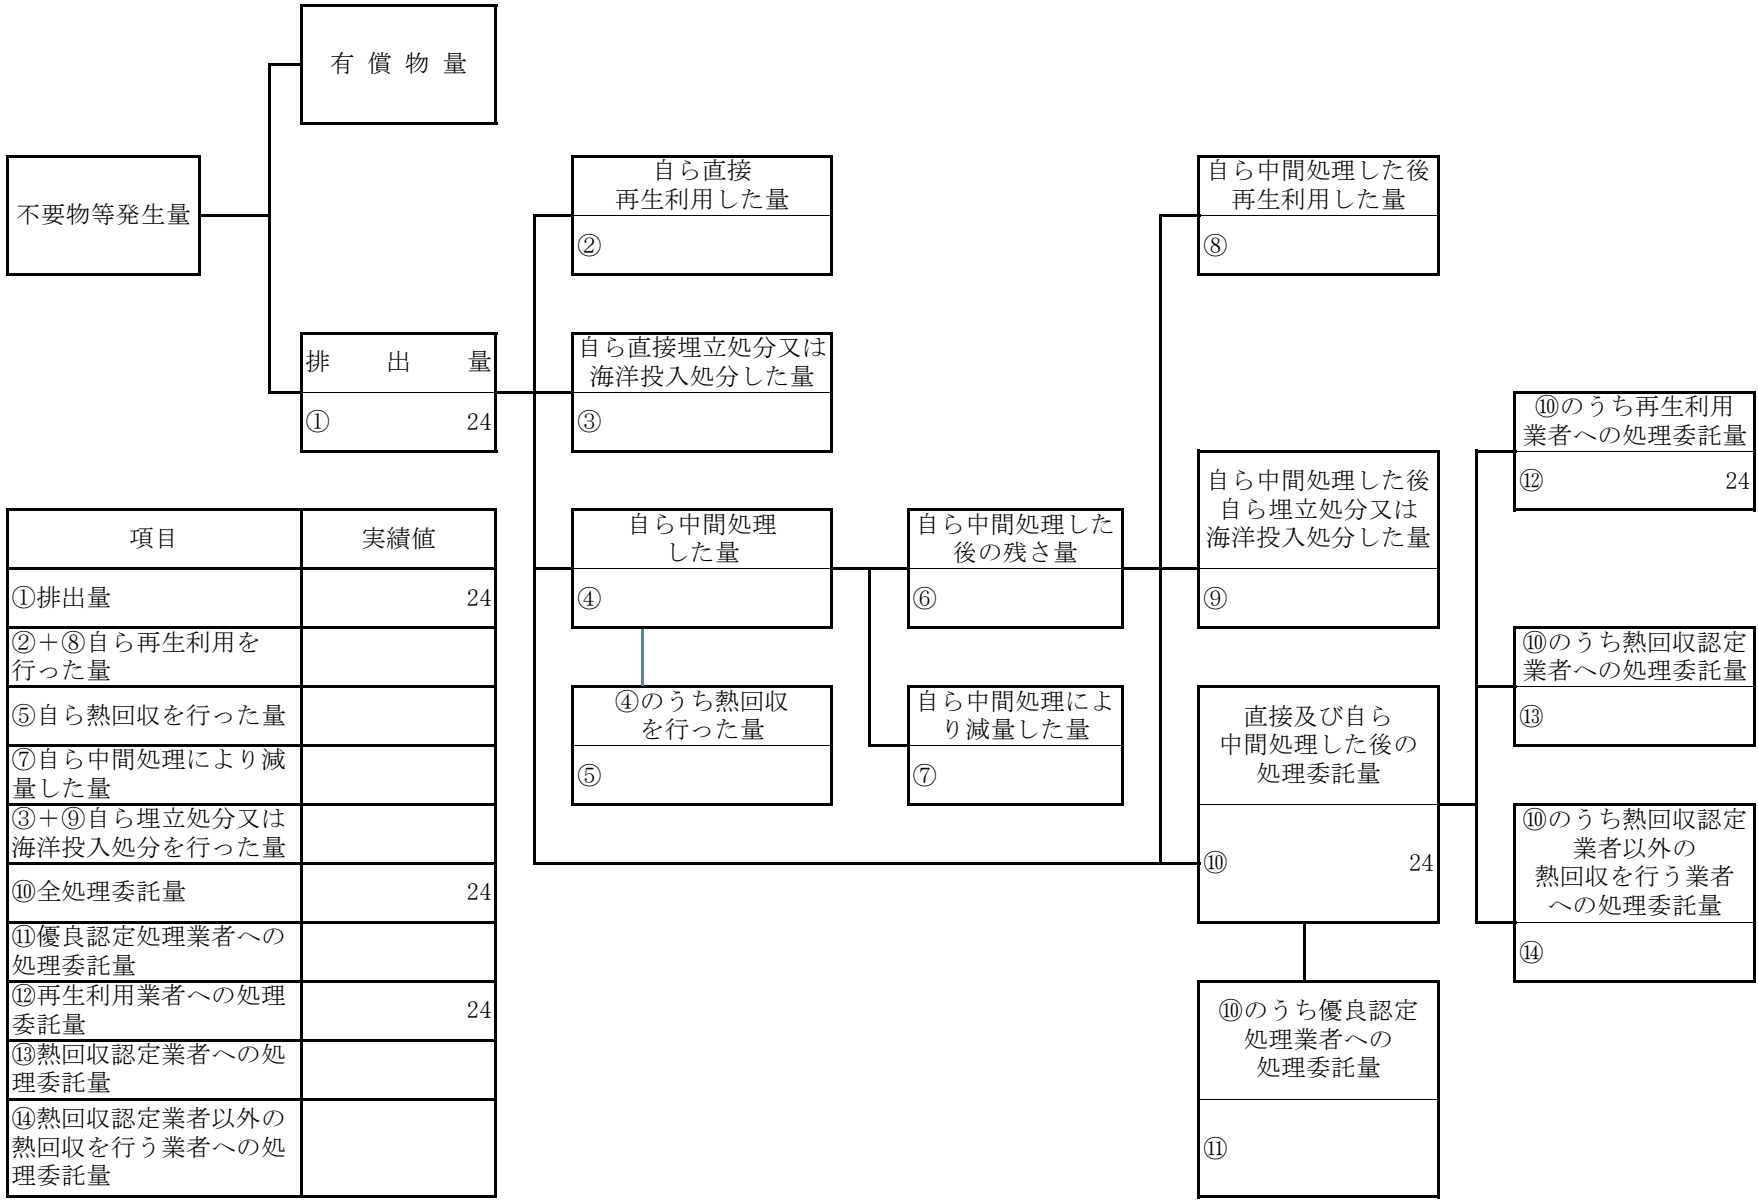 有償物量
不要物等発生量
自ら直接
再生利用した量
②
自ら中間処理した後
再生利用した量
⑧
排出量
① 24
自ら直接埋立処分又は
海洋投入処分した量
③
⑩のうち再生利用
業者への処理委託量
⑫ 24
自ら中間処理
した量
④
自ら中間処理した
後の残さ量
⑥
自ら中間処理した後
自ら埋立処分又は
海洋投入処分した量
⑨
⑩のうち熱回収認定
業者への処理委託量
⑬
④のうち熱回収
を行った量
⑤
自ら中間処理によ
り減量した量
⑦
直接及び自ら
中間処理した後の
処理委託量
⑩ 24
⑩のうち熱回収認定
業者以外の
熱回収を行う業者
への処理委託量
⑭
⑩のうち優良認定
処理業者への
処理委託量
⑪
項目 実績値
①排出量 24
②+⑧自ら再生利用を
行った量
⑤自ら熱回収を行った量
⑦自ら中間処理により減
量した量
③+⑨自ら埋立処分又は
海洋投入処分を行った量
⑩全処理委託量 24
⑪優良認定処理業者への
処理委託量
⑫再生利用業者への処理
委託量 24
⑬熱回収認定業者への処
理委託量
⑭熱回収認定業者以外の
熱回収を行う業者への処
理委託量